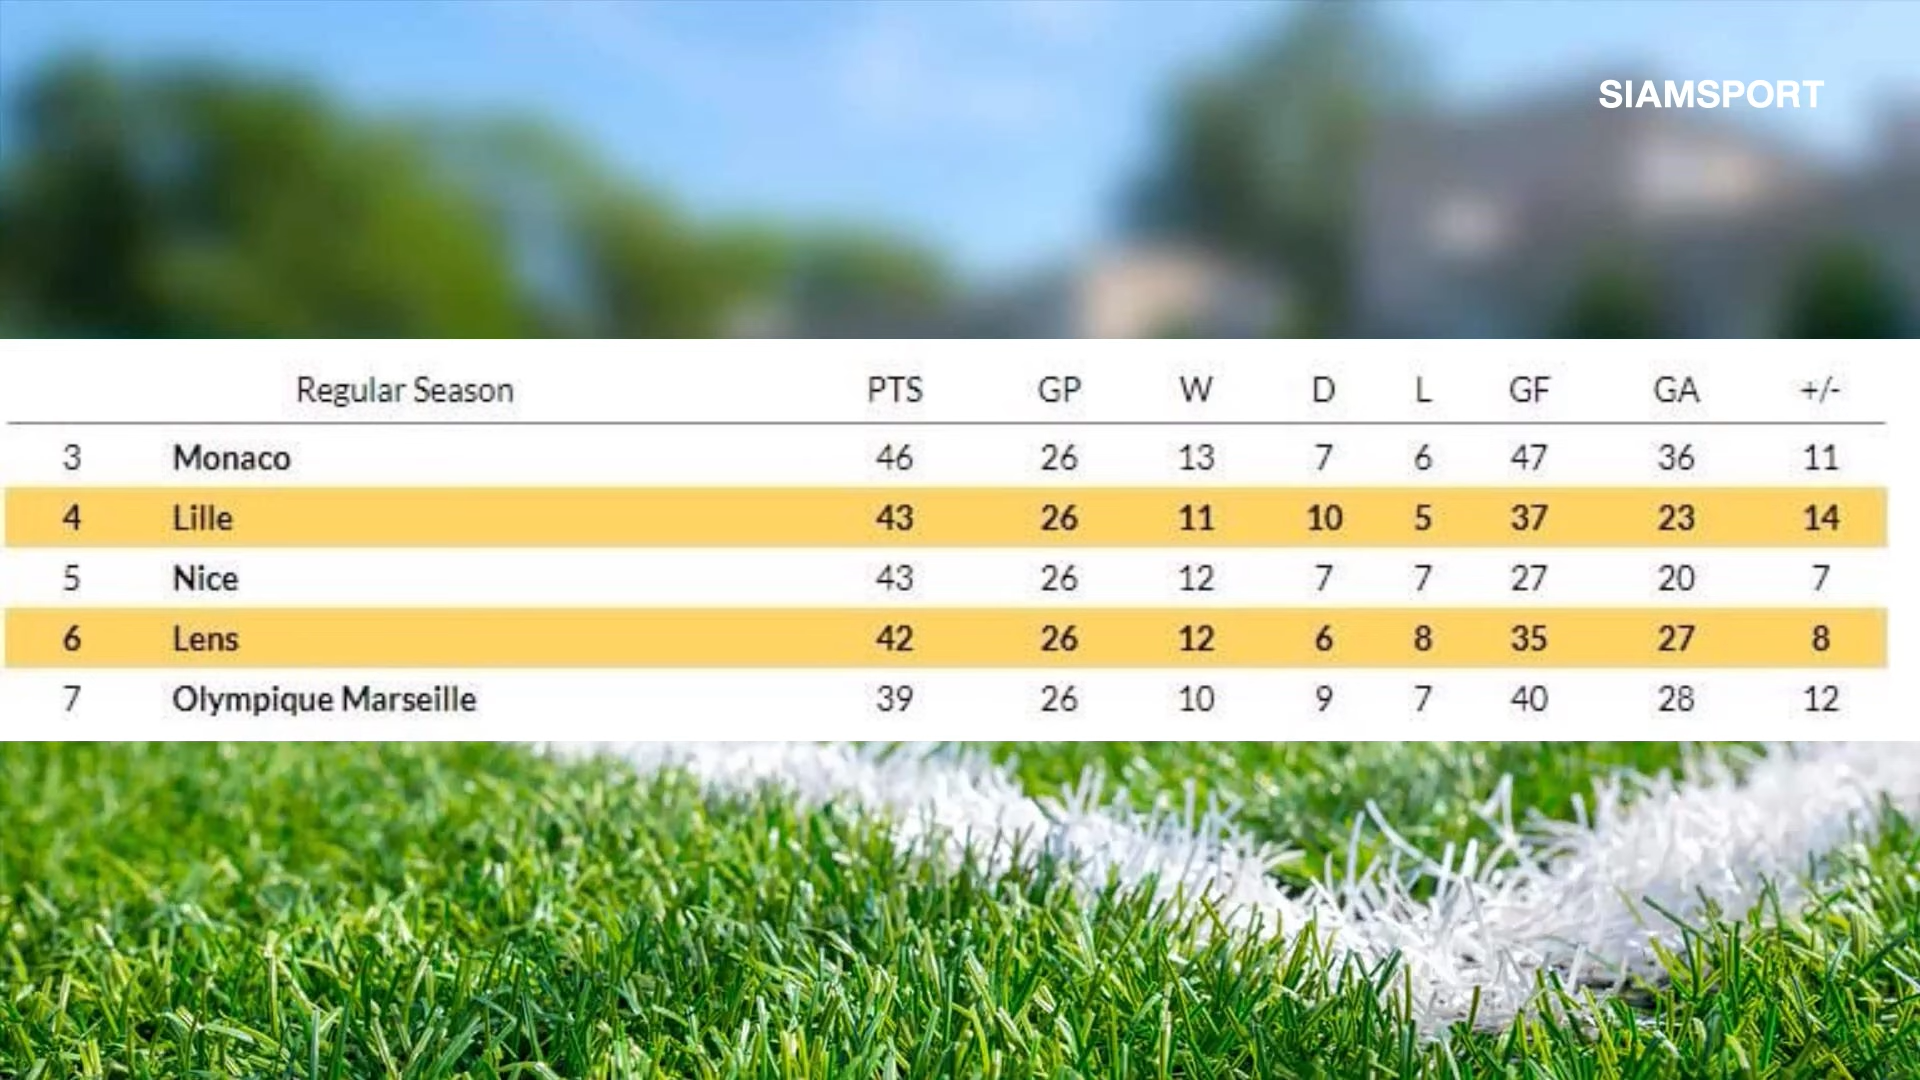 SIAMSPORT
Regular Season PTS GP W D L GF GA +/-
3 Monaco 46 26 13 7 6 47 36 11
4 Lille 43 26 11 10 5 37 23 14
5 Nice 43 26 12 7 7 27 20 7
6 Lens 42 26 12 6 8 35 27 8
7 Olympique Marseille 39 26 10 9 7 40 28 12